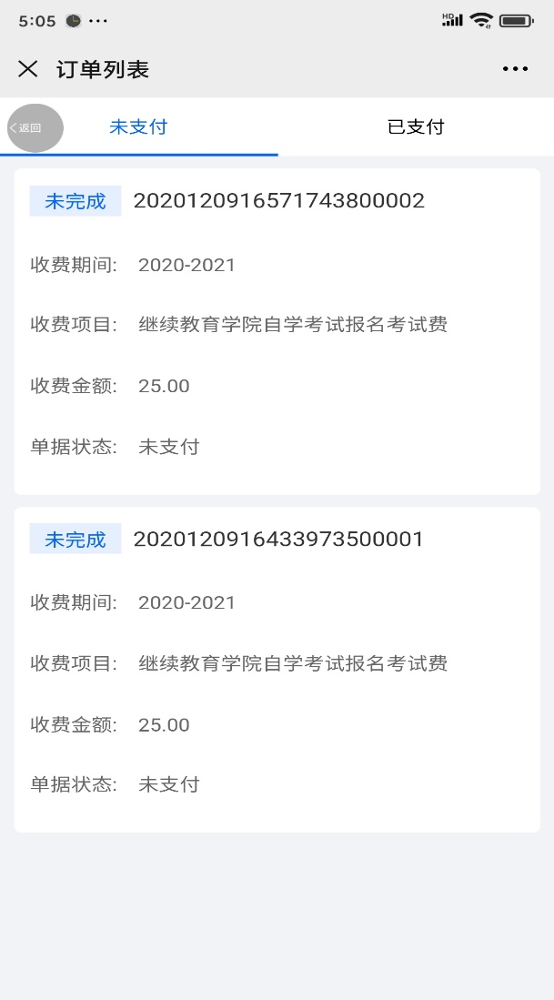 5:05
HD
订单列表
返回
未支付
已支付
未完成 2020120916571743800002
收费期间: 2020-2021
收费项目: 继续教育学院自学考试报名考试费
收费金额: 25.00
单据状态: 未支付
未完成 2020120916433973500001
收费期间: 2020-2021
收费项目: 继续教育学院自学考试报名考试费
收费金额: 25.00
单据状态: 未支付